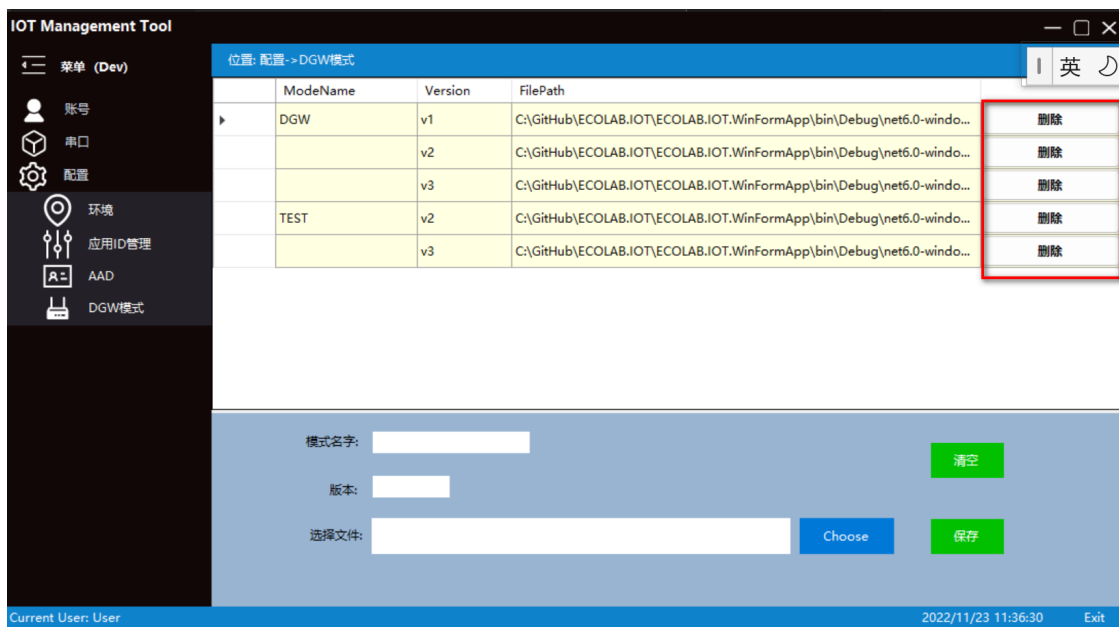 IOT Management Tool
菜单 (Dev)
位置: 配置->DGW模式
英
账号
串口
配置
环境
应用ID管理
AAD
DGW模式
ModeName Version FilePath
DGW v1 C:\GitHub\ECOLAB.IOT\ECOLAB.IOT.WinFormApp\bin\Debug\net6.0-windo... 删除
v2 C:\GitHub\ECOLAB.IOT\ECOLAB.IOT.WinFormApp\bin\Debug\net6.0-windo... 删除
v3 C:\GitHub\ECOLAB.IOT\ECOLAB.IOT.WinFormApp\bin\Debug\net6.0-windo... 删除
TEST v2 C:\GitHub\ECOLAB.IOT\ECOLAB.IOT.WinFormApp\bin\Debug\net6.0-windo... 删除
v3 C:\GitHub\ECOLAB.IOT\ECOLAB.IOT.WinFormApp\bin\Debug\net6.0-windo... 删除
模式名字:
清空
版本:
选择文件: Choose 保存
Current User: User 2022/11/23 11:36:30 Exit